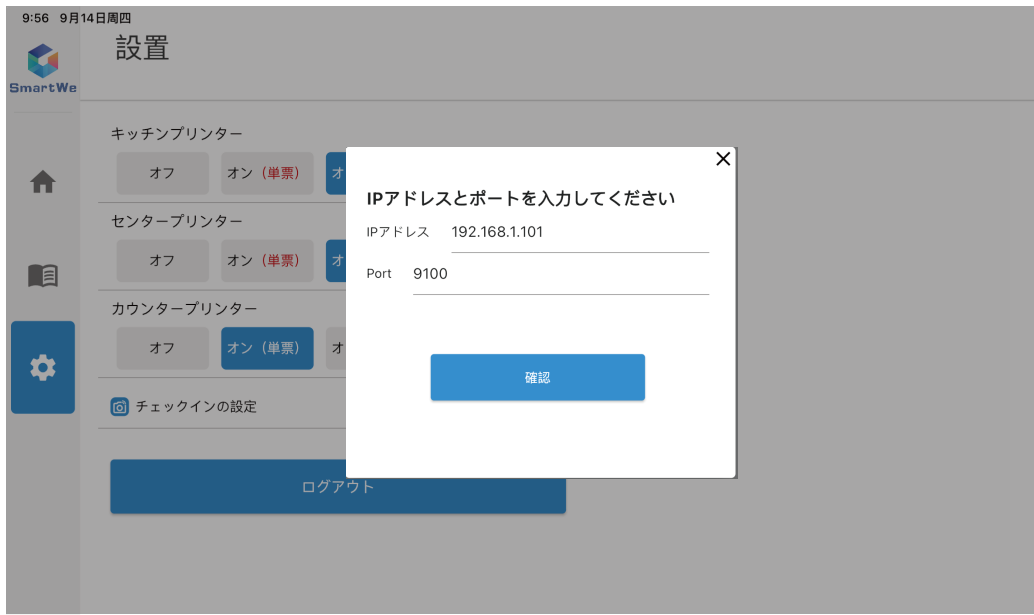 9:56 9月14日周四
設置
SmartWe
キッチンプリンター
オフ オン（単票） オ
センタープリンター
オフ オン（単票） オ
カウンタープリンター
オフ オン（単票） オ
チェックインの設定
ログアウト
IPアドレスとポートを入力してください
IPアドレス 192.168.1.101
Port 9100
確認